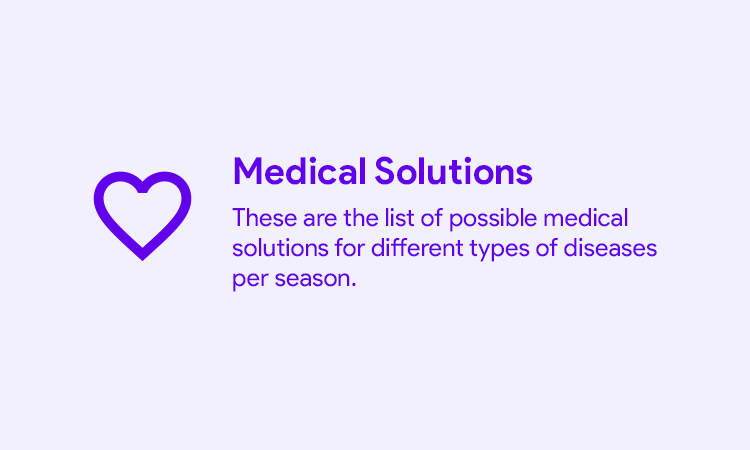 Medical Solutions
These are the list of possible medical
solutions for different types of diseases
per season.